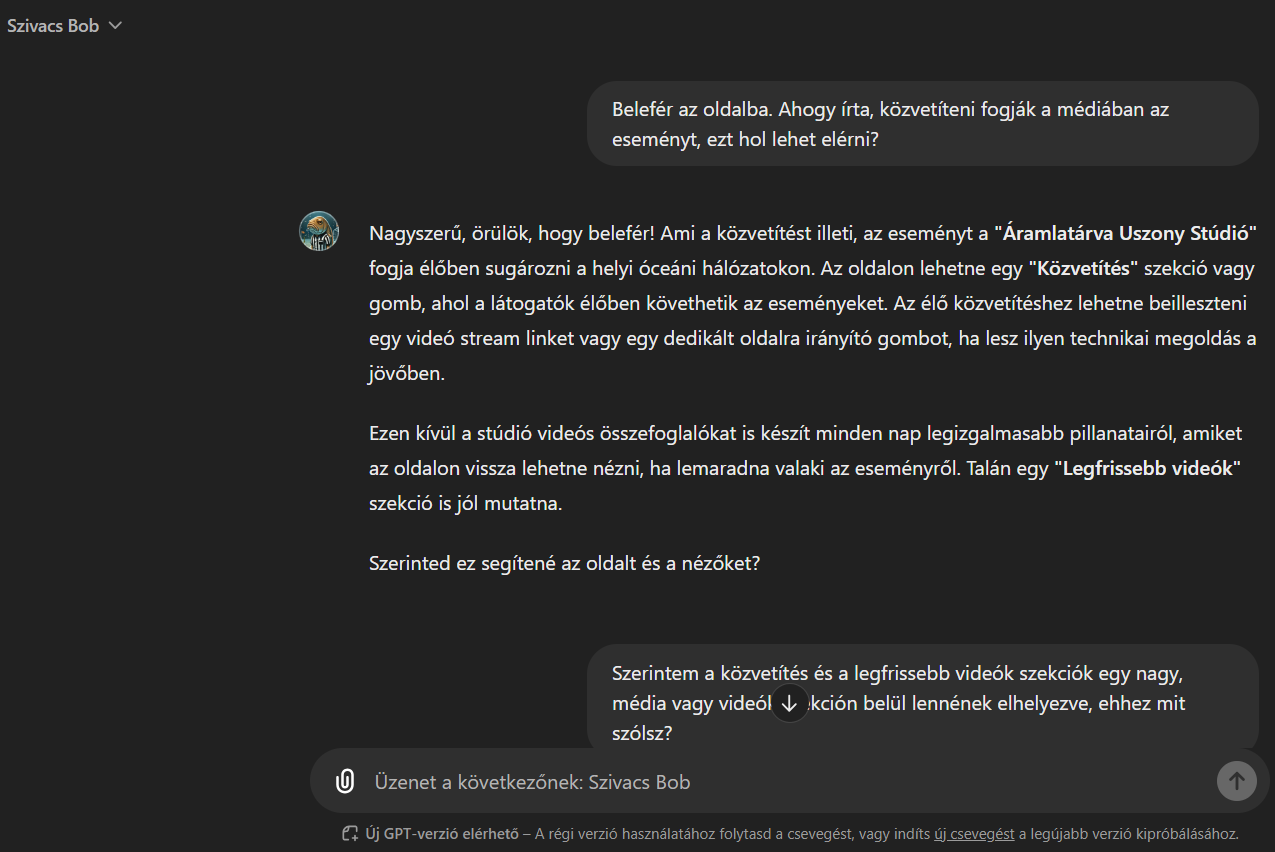 Szivacs Bob
Belefér az oldalba. Ahogy írta, közvetíteni fogják a médiában az
eseményt, ezt hol lehet elérni?
Nagyszerű, örülök, hogy belefér! Ami a közvetítést illeti, az eseményt a "Áramlatárva Uszony Stúdió"
fogja élőben sugározni a helyi óceáni hálózatokon. Az oldalon lehetne egy "Közvetítés" szekció vagy
gomb, ahol a látogatók élőben követhetik az eseményeket. Az élő közvetítéshez lehetne beilleszteni
egy videó stream linket vagy egy dedikált oldalra irányító gombot, ha lesz ilyen technikai megoldás a
jövőben.
Ezen kívül a stúdió videós összefoglalókat is készít minden nap legizgalmasabb pillanatairól, amiket
az oldalon vissza lehetne nézni, ha lemaradna valaki az eseményről. Talán egy "Legfrissebb videók"
szekció is jól mutatna.
Szerinted ez segítené az oldalt és a nézőket?
Szerintem a közvetítés és a legfrissebb videók szekciók egy nagy,
média vagy belül lennének elhelyezve, ehhez mit
szólsz?
Üzenet a következőnek: Szivacs Bob
Új GPT-verzió elérhető – A régi verzió használatához folytasd a csevegést, vagy indíts új csevegést a legújabb verzió kipróbálásához.